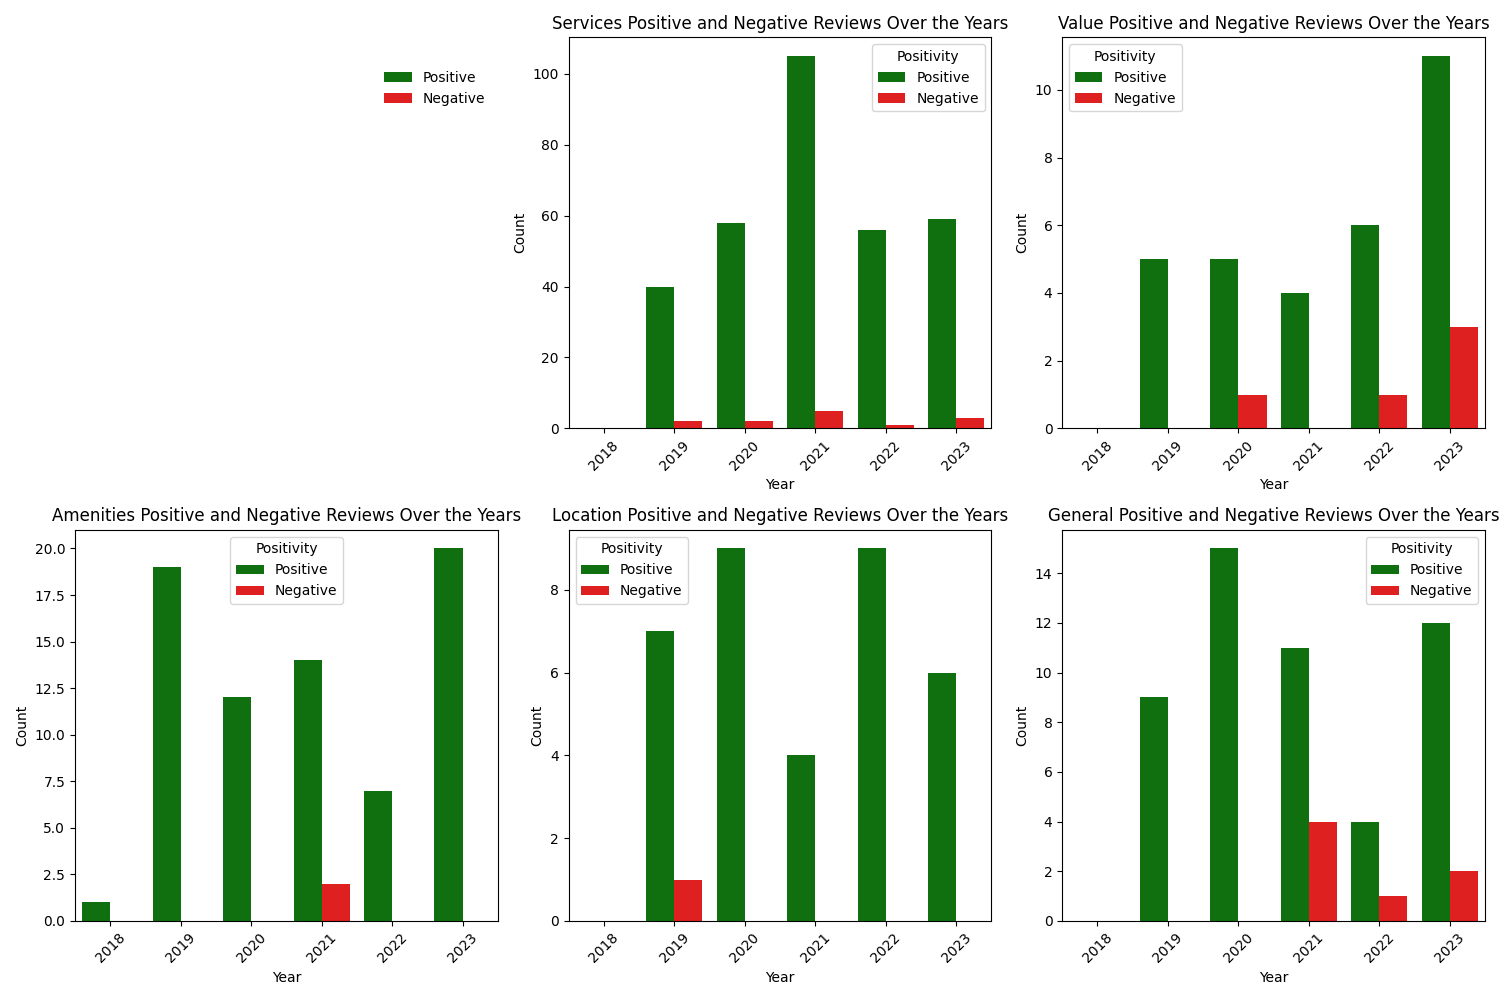 Positive
Negative
Services Positive and Negative Reviews Over the Years
Positivity
Positive
Negative
100
80
60
40
20
0
Count
2018 2019 2020 2021 2022 2023
Year
Value Positive and Negative Reviews Over the Years
Positivity
Positive
Negative
10
8
6
4
2
0
Count
2018 2019 2020 2021 2022 2023
Year
Amenities Positive and Negative Reviews Over the Years
Positivity
Positive
Negative
20.0
17.5
15.0
12.5
10.0
7.5
5.0
2.5
0.0
Count
2018 2019 2020 2021 2022 2023
Year
Location Positive and Negative Reviews Over the Years
Positivity
Positive
Negative
8
6
4
2
0
Count
2018 2019 2020 2021 2022 2023
Year
General Positive and Negative Reviews Over the Years
Positivity
Positive
Negative
14
12
10
8
6
4
2
0
Count
2018 2019 2020 2021 2022 2023
Year